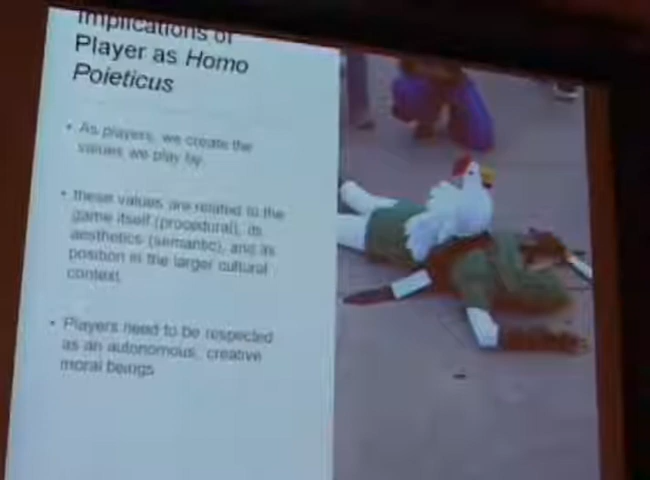 Implications of
Player as Homo
Poieticus
• As players, we create the
values we play by.
• these values are related to the
game itself (procedural), its
aesthetics (semantic), and its
position in the larger cultural
context.
• Players need to be respected
as an autonomous, creative
moral beings